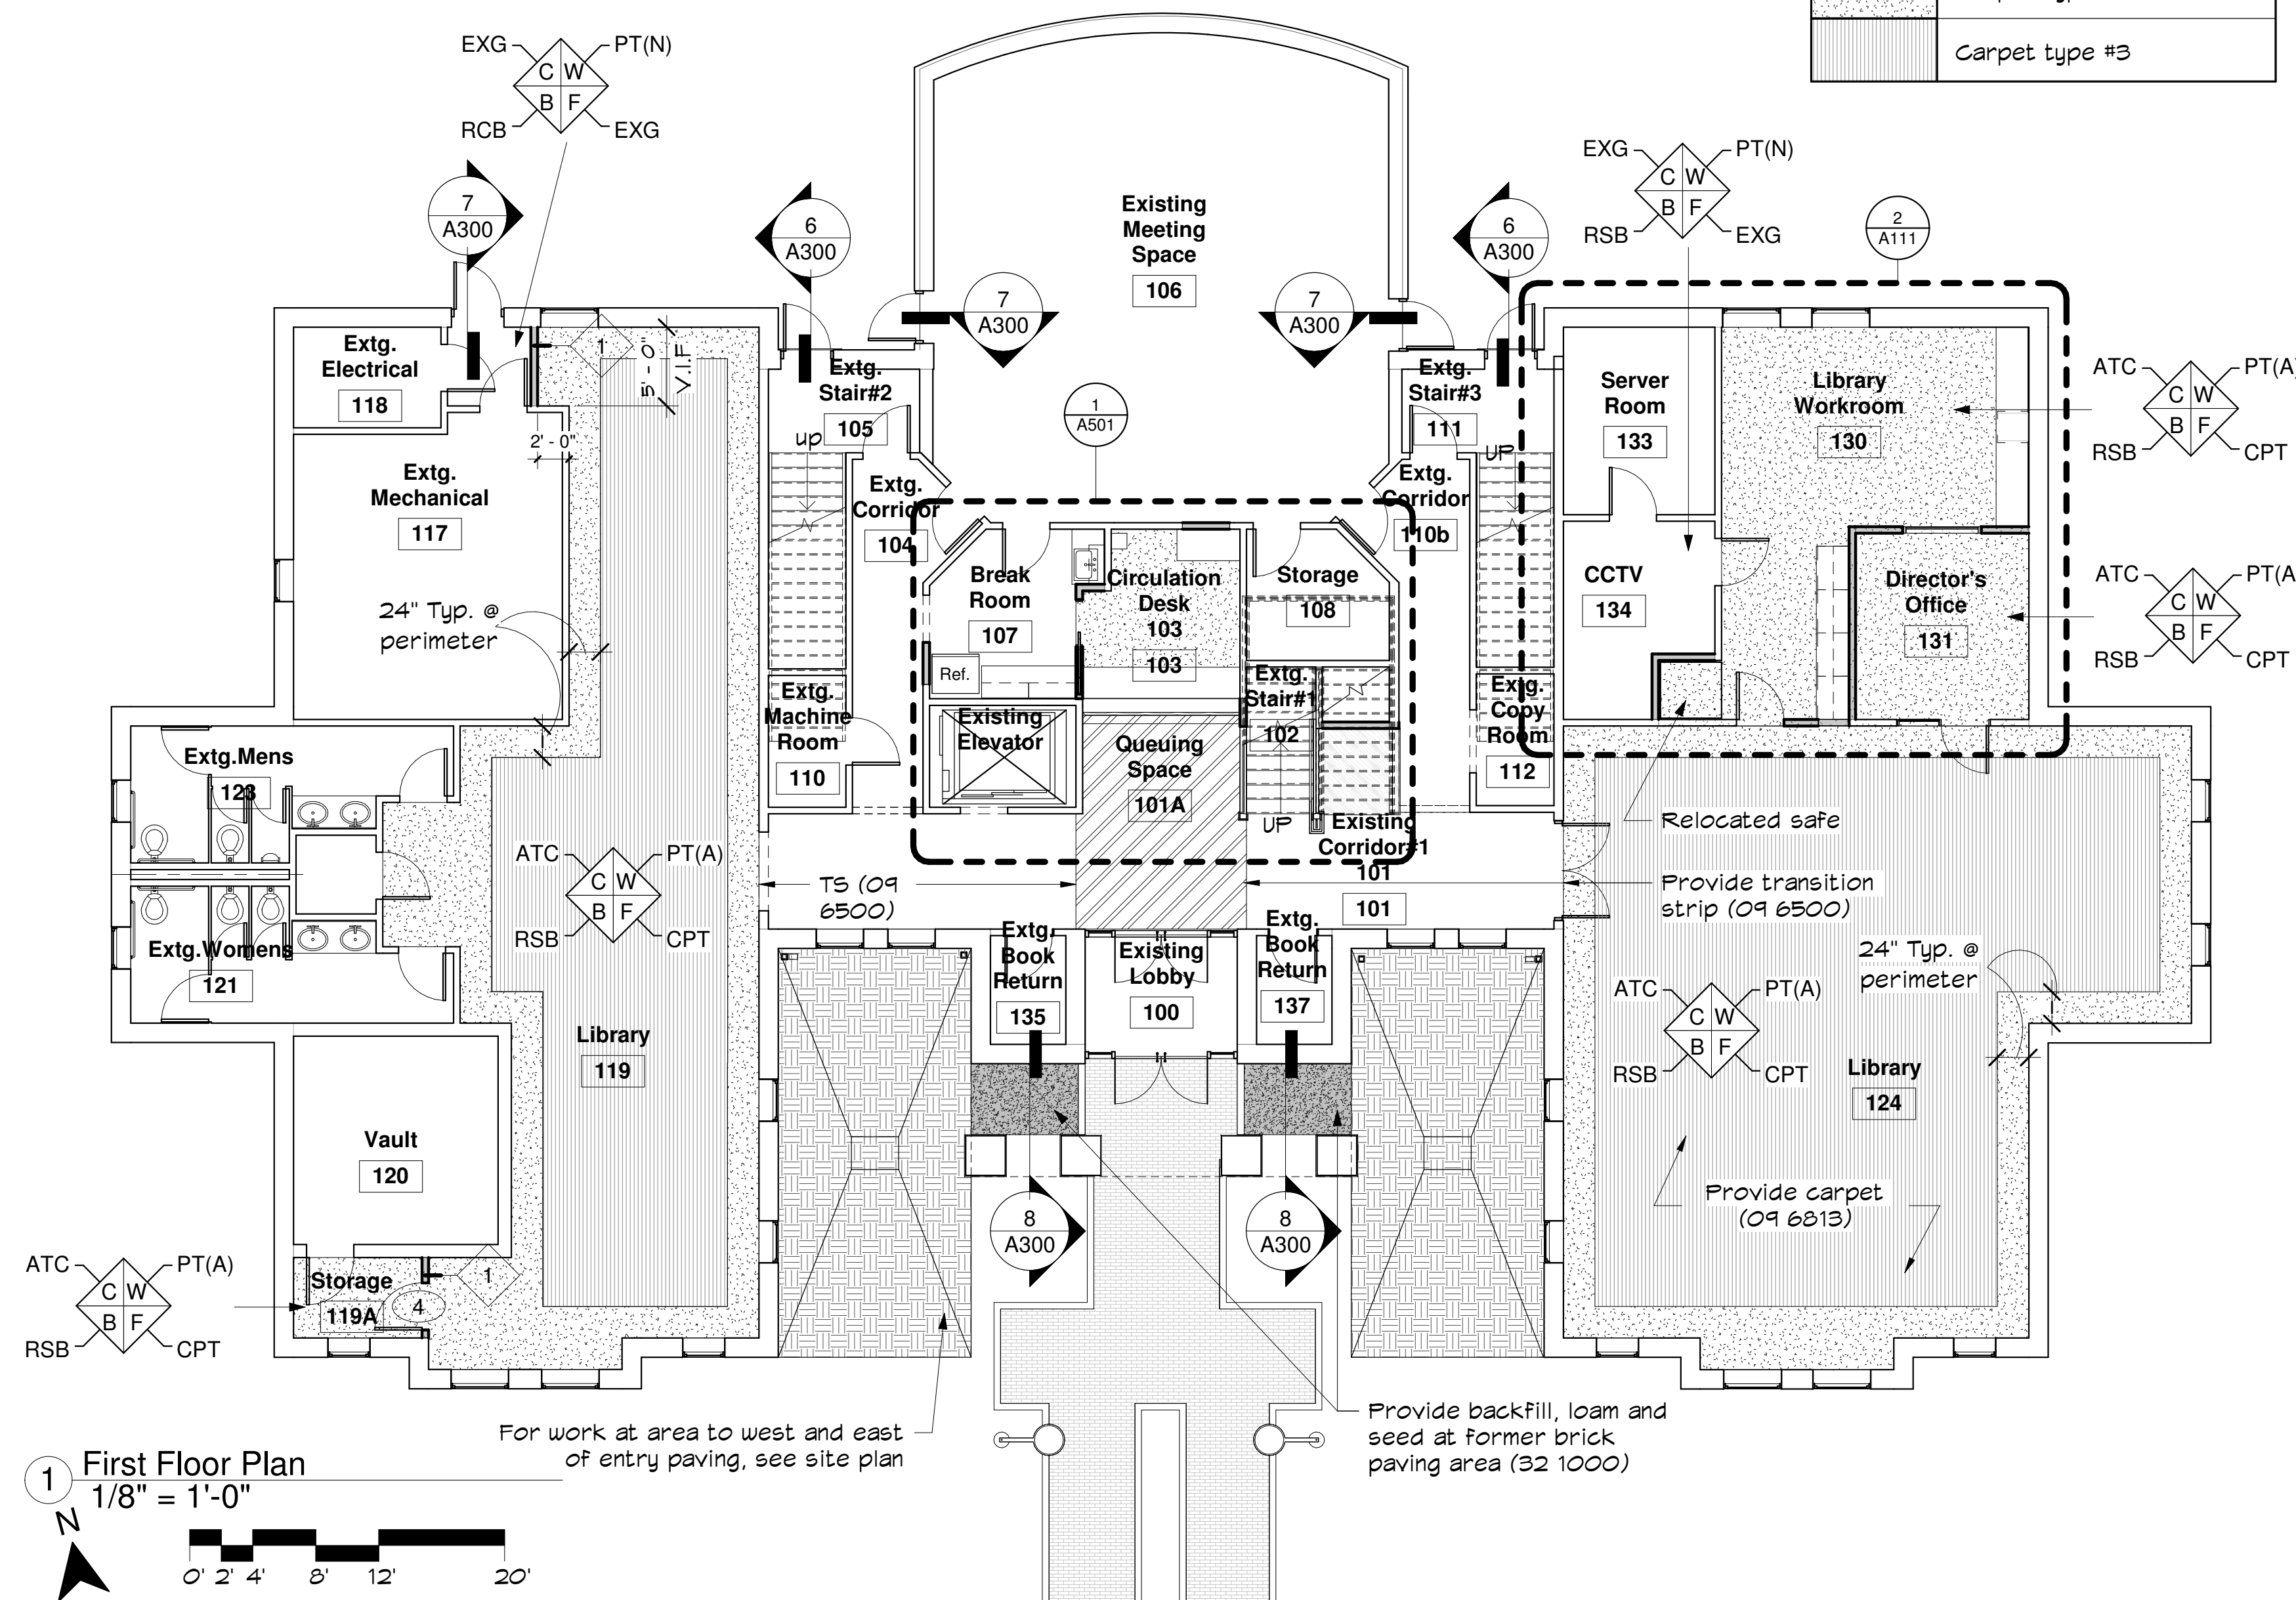 Carpet type #3
EXG
PT(N)
C W
B F
RCB
EXG
EXG
PT(N)
C W
B F
RSB
EXG
7
A300
6
A300
7
A300
7
A300
6
A300
2
A111
Existing
Meeting
Space
106
Extg.
Electrical
118
1
5' - 0"
V.I.F
2' - 0"
Extg.
Stair#2
105
up
Extg.
Stair#3
111
UP
1
A501
Server
Room
133
Library
Workroom
130
ATC
PT(A)
C W
B F
RSB
CPT
Extg.
Mechanical
117
Extg.
Corridor
104
Extg.
Corridor
110b
24" Typ. @
perimeter
Break
Room
107
Ref.
Circulation
Desk
103
103
Storage
108
CCTV
134
Director's
Office
131
ATC
PT(A
C W
B F
RSB
CPT
Extg.
Machine
Room
110
Existing
Elevator
Queuing
Space
101A
Extg.
Stair#1
102
UP
Extg.
Copy
Room
112
Extg.Mens
123
Existing
Corridor#1
101
101
Relocated safe
ATC
PT(A)
C W
B F
RSB
CPT
TS (09
6500)
Provide transition
strip (09 6500)
Extg.Womens
121
Extg.
Book
Return
135
Existing
Lobby
100
Extg.
Book
Return
137
24" Typ. @
perimeter
ATC
PT(A)
C W
B F
RSB
CPT
Library
119
Library
124
Vault
120
Provide carpet
(09 6813)
8
A300
8
A300
ATC
PT(A)
C W
B F
RSB
CPT
Storage
119A
4
1
For work at area to west and east
of entry paving, see site plan
Provide backfill, loam and
seed at former brick
paving area (32 1000)
1
First Floor Plan
1/8" = 1'-0"
N
0' 2' 4' 8' 12' 20'